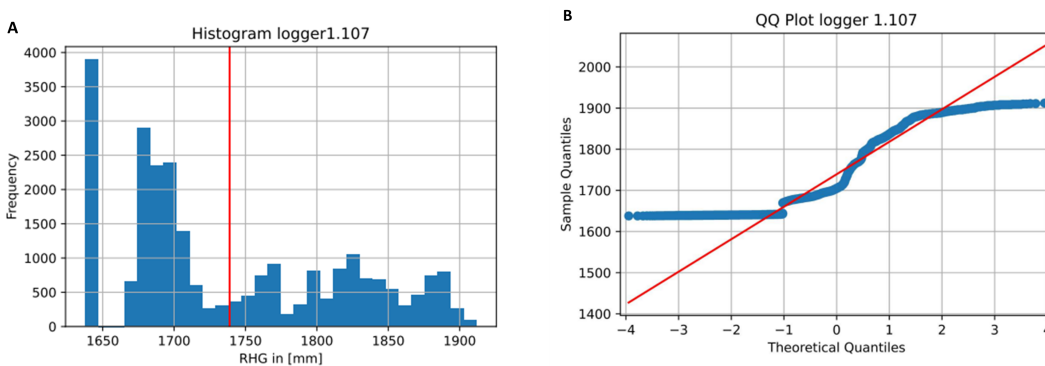 A
Histogram logger1.107
4000
3500
3000
2500
2000
1500
1000
500
0
Frequency
1650 1700 1750 1800 1850 1900
RHG in [mm]
B
QQ Plot logger 1.107
2000
1900
1800
1700
1600
1500
1400
Sample Quantiles
−4 −3 −2 −1 0 1 2 3
Theoretical Quantiles